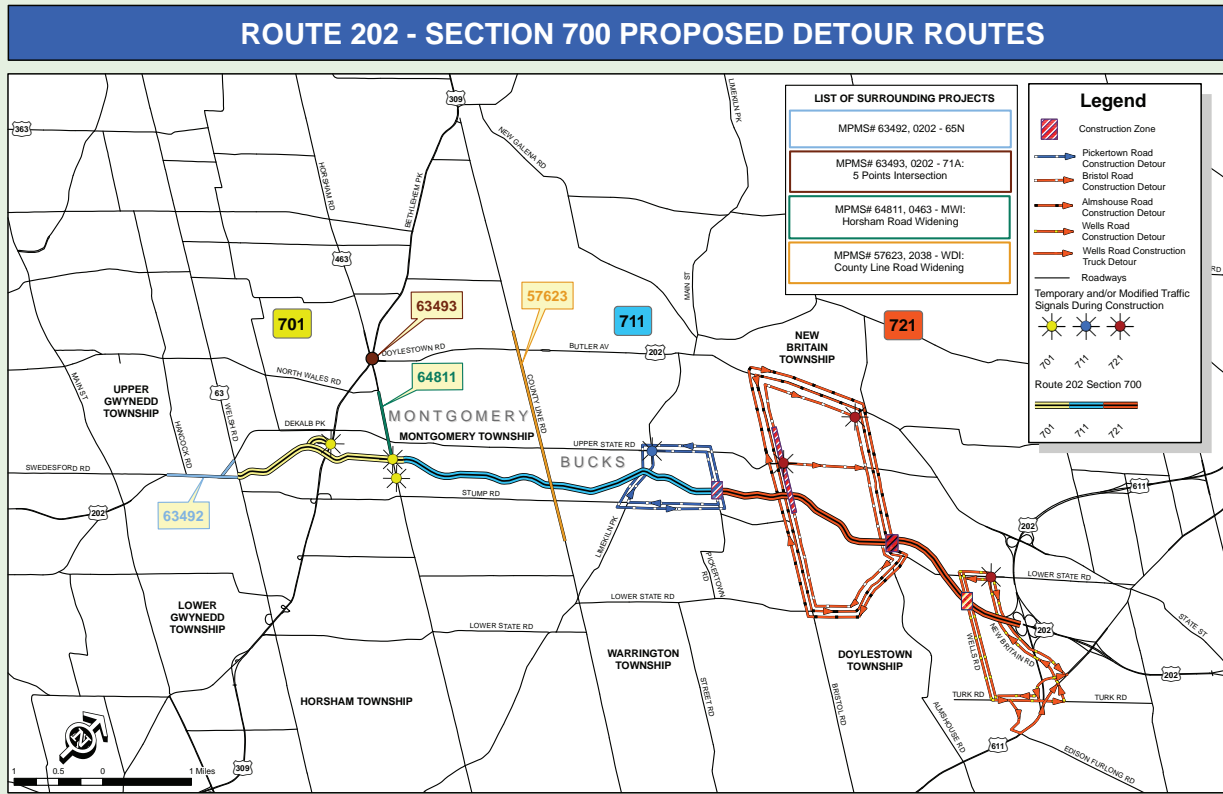 ROUTE 202 - SECTION 700 PROPOSED DETOUR ROUTES
LIST OF SURROUNDING PROJECTS
MPMS# 63492, 0202 - 65N
MPMS# 63493, 0202 - 71A:
5 Points Intersection
MPMS# 64811, 0463 - MWI:
Horsham Road Widening
MPMS# 57623, 2038 - WDI:
County Line Road Widening
Legend
Construction Zone
Pickertown Road
Construction Detour
Bristol Road
Construction Detour
Almshouse Road
Construction Detour
Wells Road
Construction Detour
Wells Road Construction
Truck Detour
Roadways
Temporary and/or Modified Traffic
Signals During Construction
701
711
721
Route 202 Section 700
701
711
721
363
309
LIMEKILN PK
NEW GALENA RD
HORSHAM RD
BETHLEHEM PK
463
RD
MAIN ST
57623
63493
701
711
721
NEW
BRITAIN
TOWNSHIP
DOYLESTOWN RD
BUTLER AV
202
NORTH WALES RD
64811
MAIN ST
UPPER
GWYNEDD
TOWNSHIP
63
WELSH RD
HANCOCK RD
COUNTY LINE RD
DEKALB PK
MONTGOMERY
MONTGOMERY TOWNSHIP
UPPER STATE RD
BUCKS
SWEDESFORD RD
STUMP RD
611
202
63492
202
LIMEKILN PK
PICKERTOWN
RD
LOWER STATE RD
LOWER STATE RD
LOWER STATE RD
STATE ST
LOWER
GWYNEDD
TOWNSHIP
202
NEW BRITAIN RD
WELLS RD
WARRINGTON
TOWNSHIP
DOYLESTOWN
TOWNSHIP
202
HORSHAM TOWNSHIP
STREET RD
BRISTOL RD
TURK RD
TURK RD
ALMSHOUSE RD
611
EDISON FURLONG RD
N
309
1 0.5 0 1 Miles